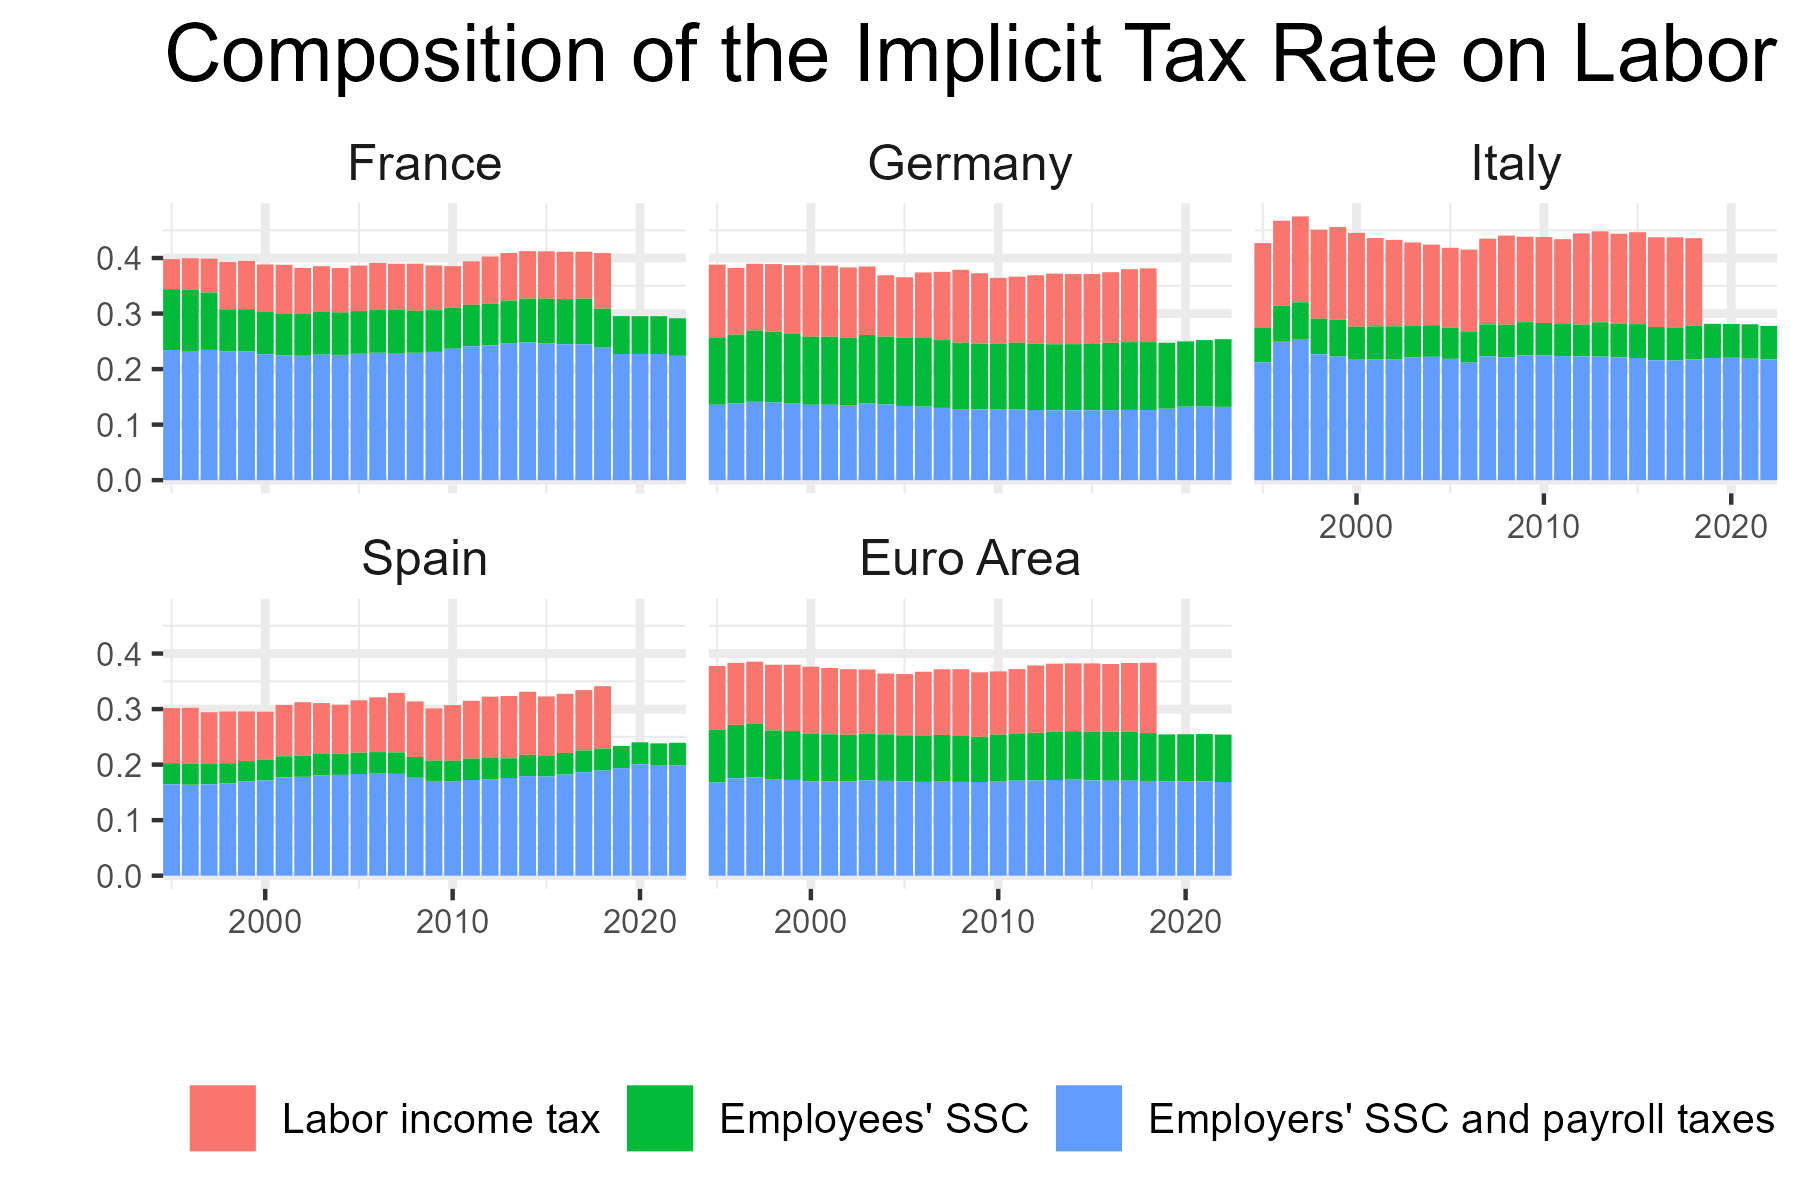 Composition of the Implicit Tax Rate on Labor
France
Germany
Italy
0.4
0.3
0.2
0.1
0.0
2000 2010 2020
Spain
Euro Area
0.4
0.3
0.2
0.1
0.0
2000 2010 2020
2000 2010 2020
Labor income tax
Employees' SSC
Employers' SSC and payroll taxes